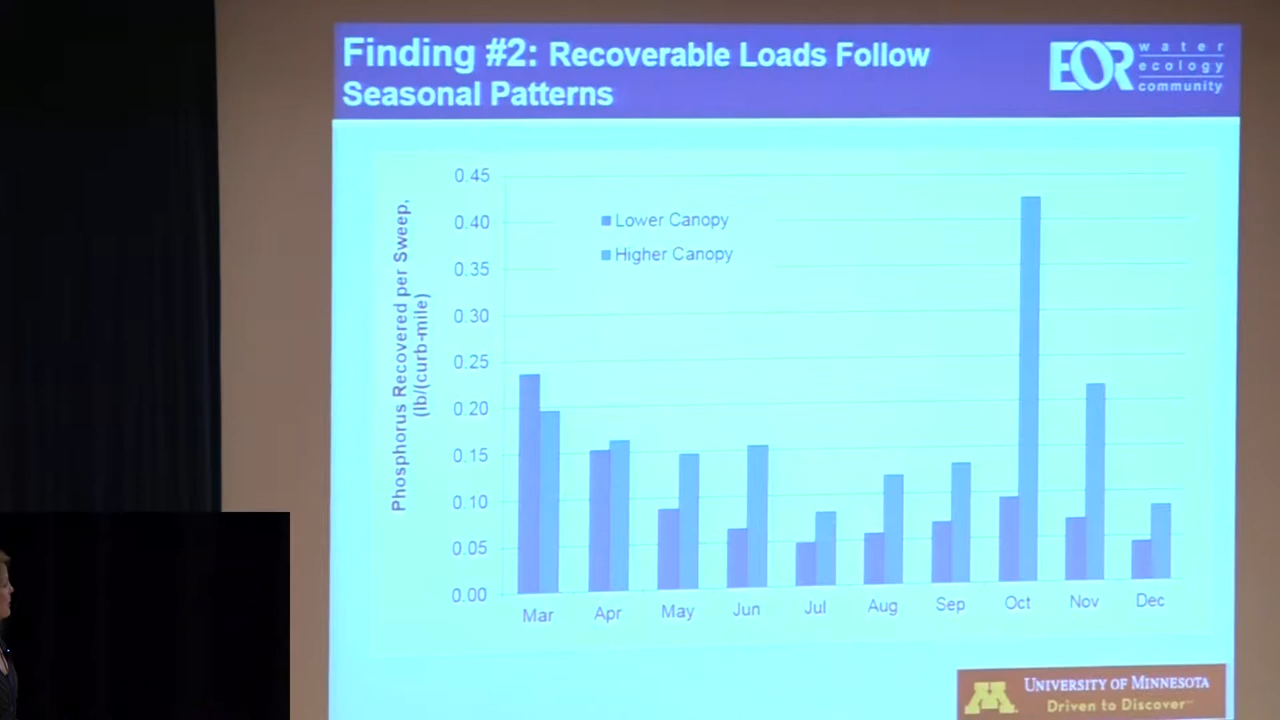 Finding #2: Recoverable Loads Follow
Seasonal Patterns
EOR
water
ecology
community
Phosphorus Recovered per Sweep,
(lb/(curb-mile)
0.45
0.40
0.35
0.30
0.25
0.20
0.15
0.10
0.05
0.00
Lower Canopy
Higher Canopy
Mar Apr May Jun Jul Aug Sep Oct Nov Dec
M
UNIVERSITY OF MINNESOTA
Driven to Discover